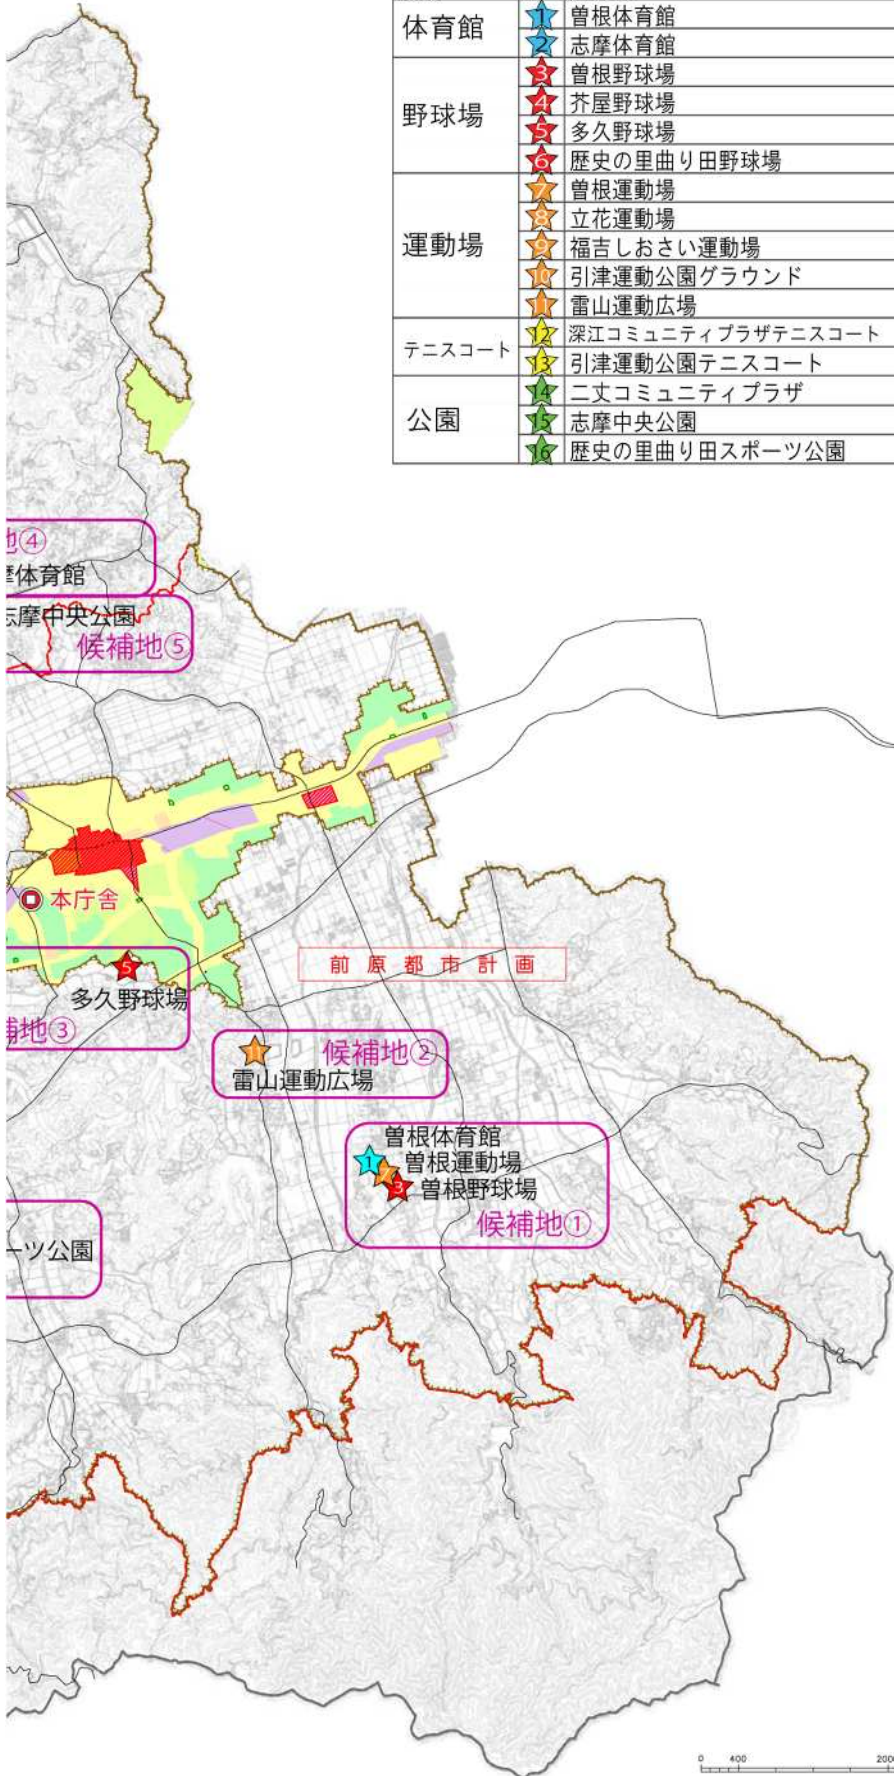 体育館
1 曽根体育館
2 志摩体育館
野球場
3 曽根野球場
4 芥屋野球場
5 多久野球場
6 歴史の里曲り田野球場
運動場
7 曽根運動場
8 立花運動場
9 福吉しおさい運動場
10 引津運動公園グラウンド
11 雷山運動広場
テニスコート
12 深江コミュニティプラザテニスコート
13 引津運動公園テニスコート
公園
14 二丈コミュニティプラザ
15 志摩中央公園
16 歴史の里曲り田スポーツ公園
地④
摩体育館
志摩中央公園
候補地⑤
本庁舎
前原都市計画
5
多久野球場
補地③
11
候補地②
雷山運動広場
曽根体育館
1
曽根運動場
7
3
曽根野球場
候補地①
ーツ公園
0 400 200